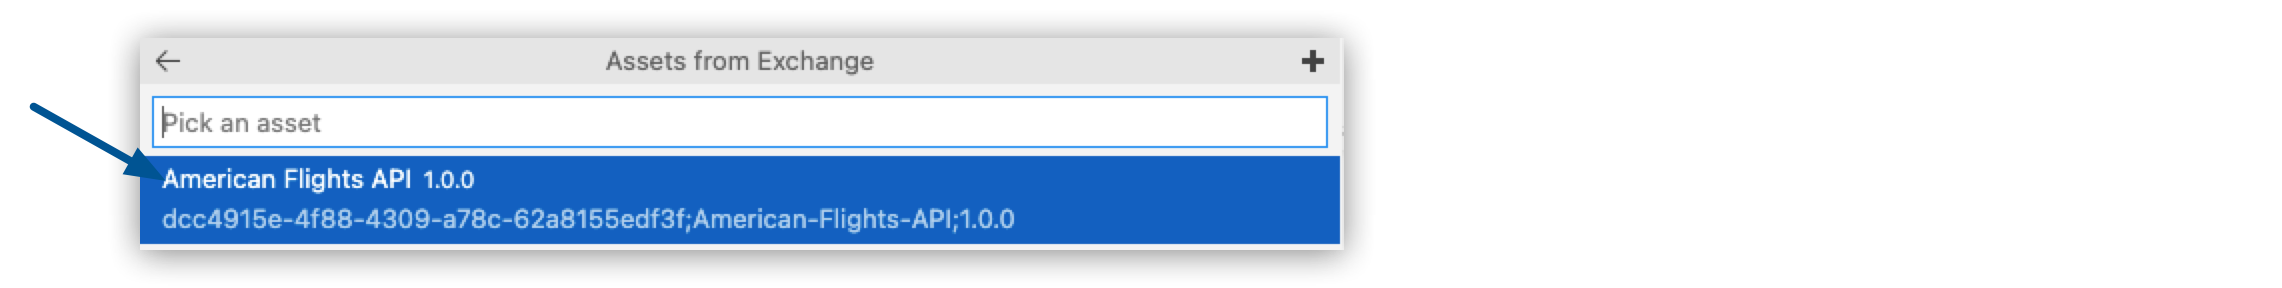 Assets from Exchange
Pick an asset
American Flights API 1.0.0
dcc4915e-4f88-4309-a78c-62a8155edf3f;American-Flights-API;1.0.0